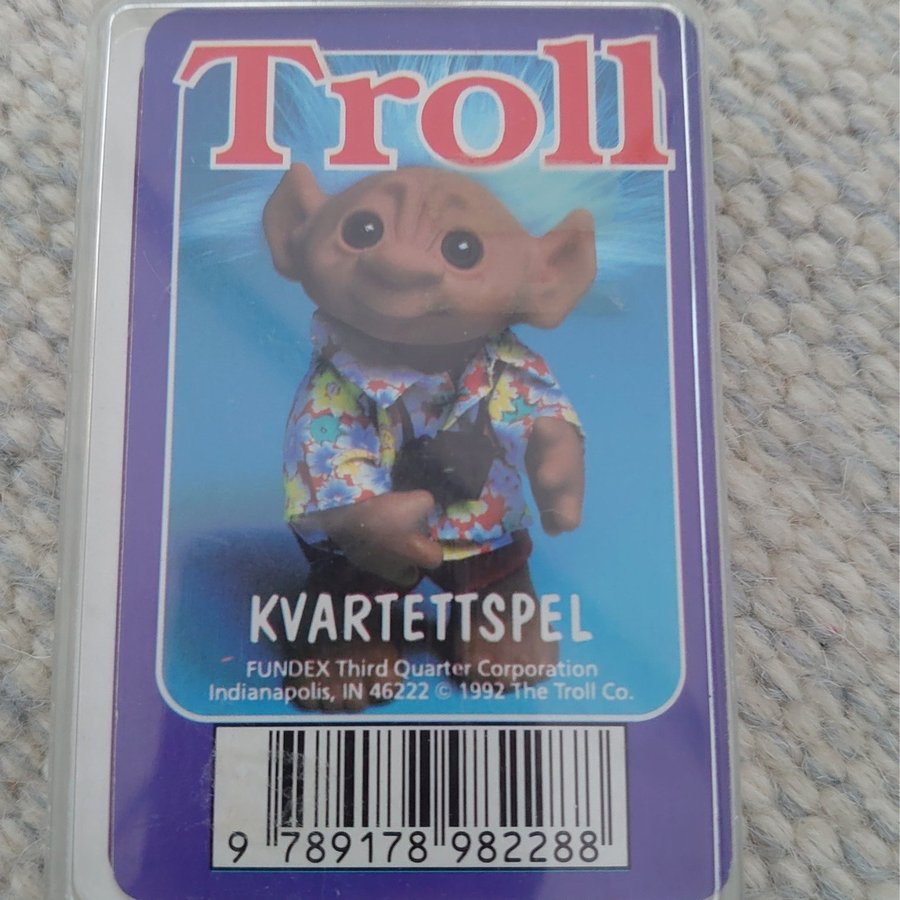 Troll
KVARTETTSPEL
FUNDEX Third Quarter Corporation
Indianapolis, IN 46222 © 1992 The Troll Co.
9 789178 982288